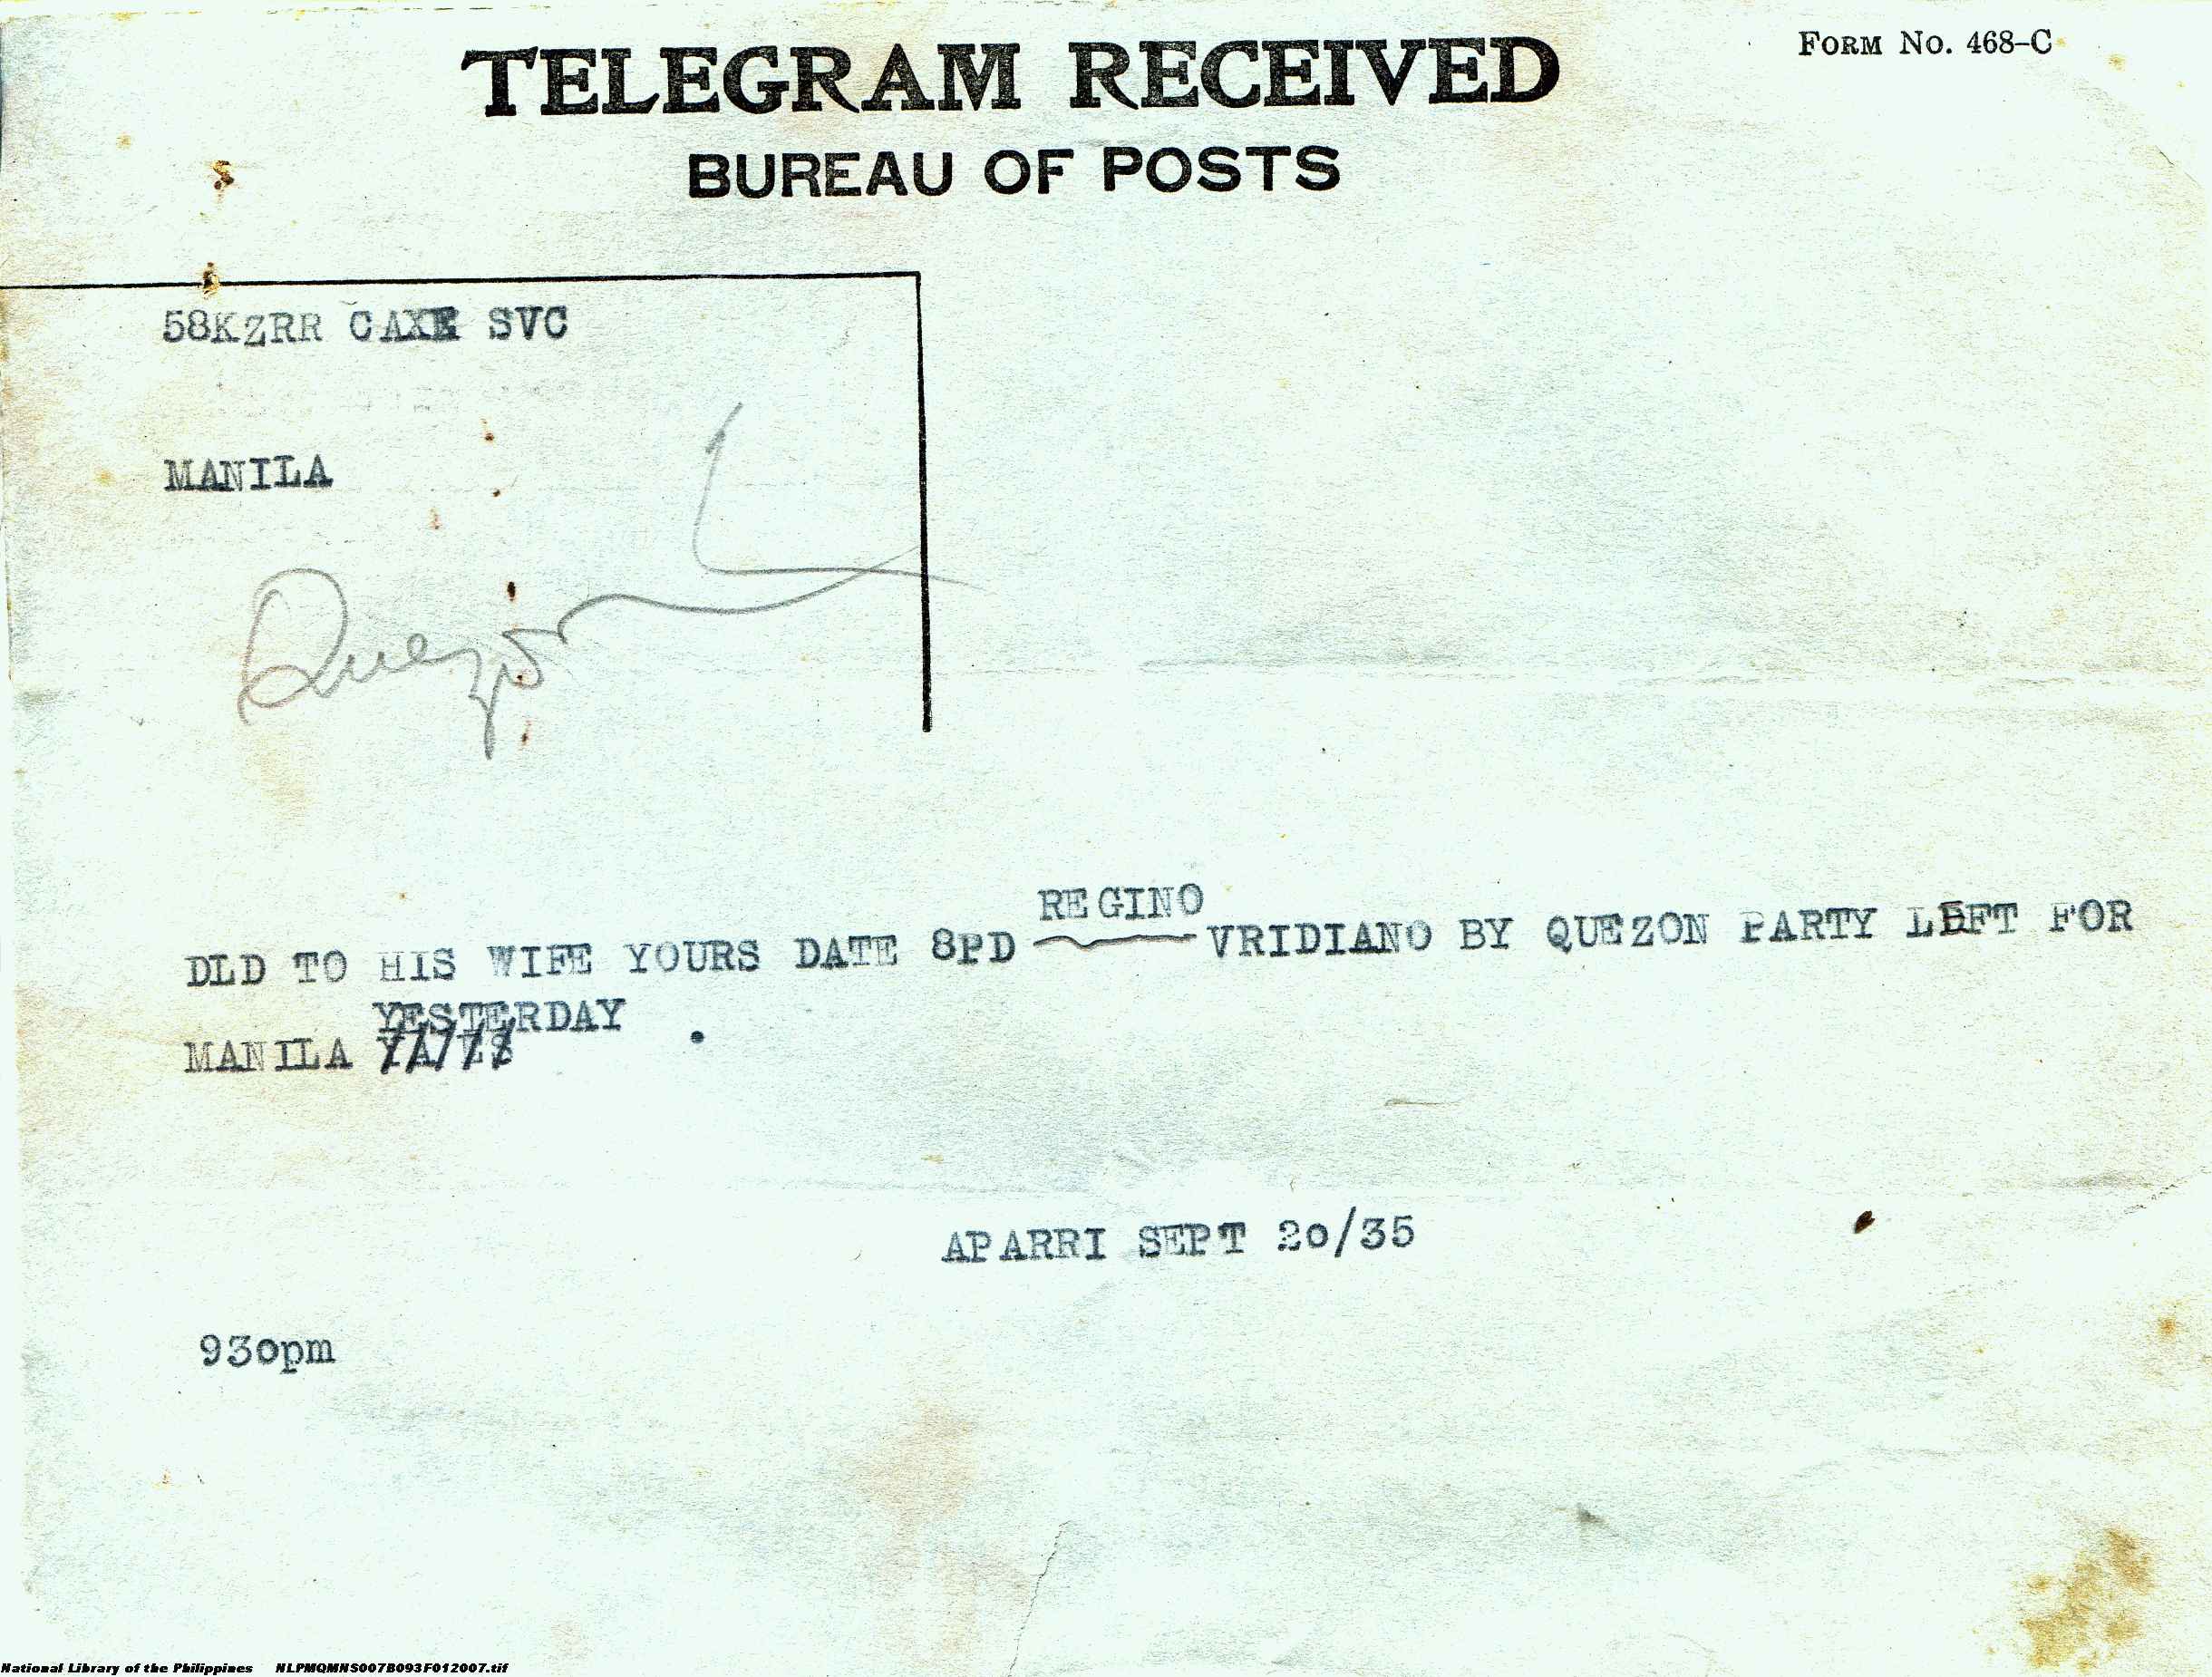 FORM No. 468-C
TELEGRAM RECEIVED
BUREAU OF POSTS
58KZRR SVC
MANILA
Quezon
REGINO
DLD TO HIS WIFE YOURS DATE 8PD VRIDIANO BY QUEZON PARTY LEFT FOR
YESTERDAY
MANILA
APARRI SEPT 20/35
930pm
National Library of the Philippines NLPMQMNS007B093F012007.tif